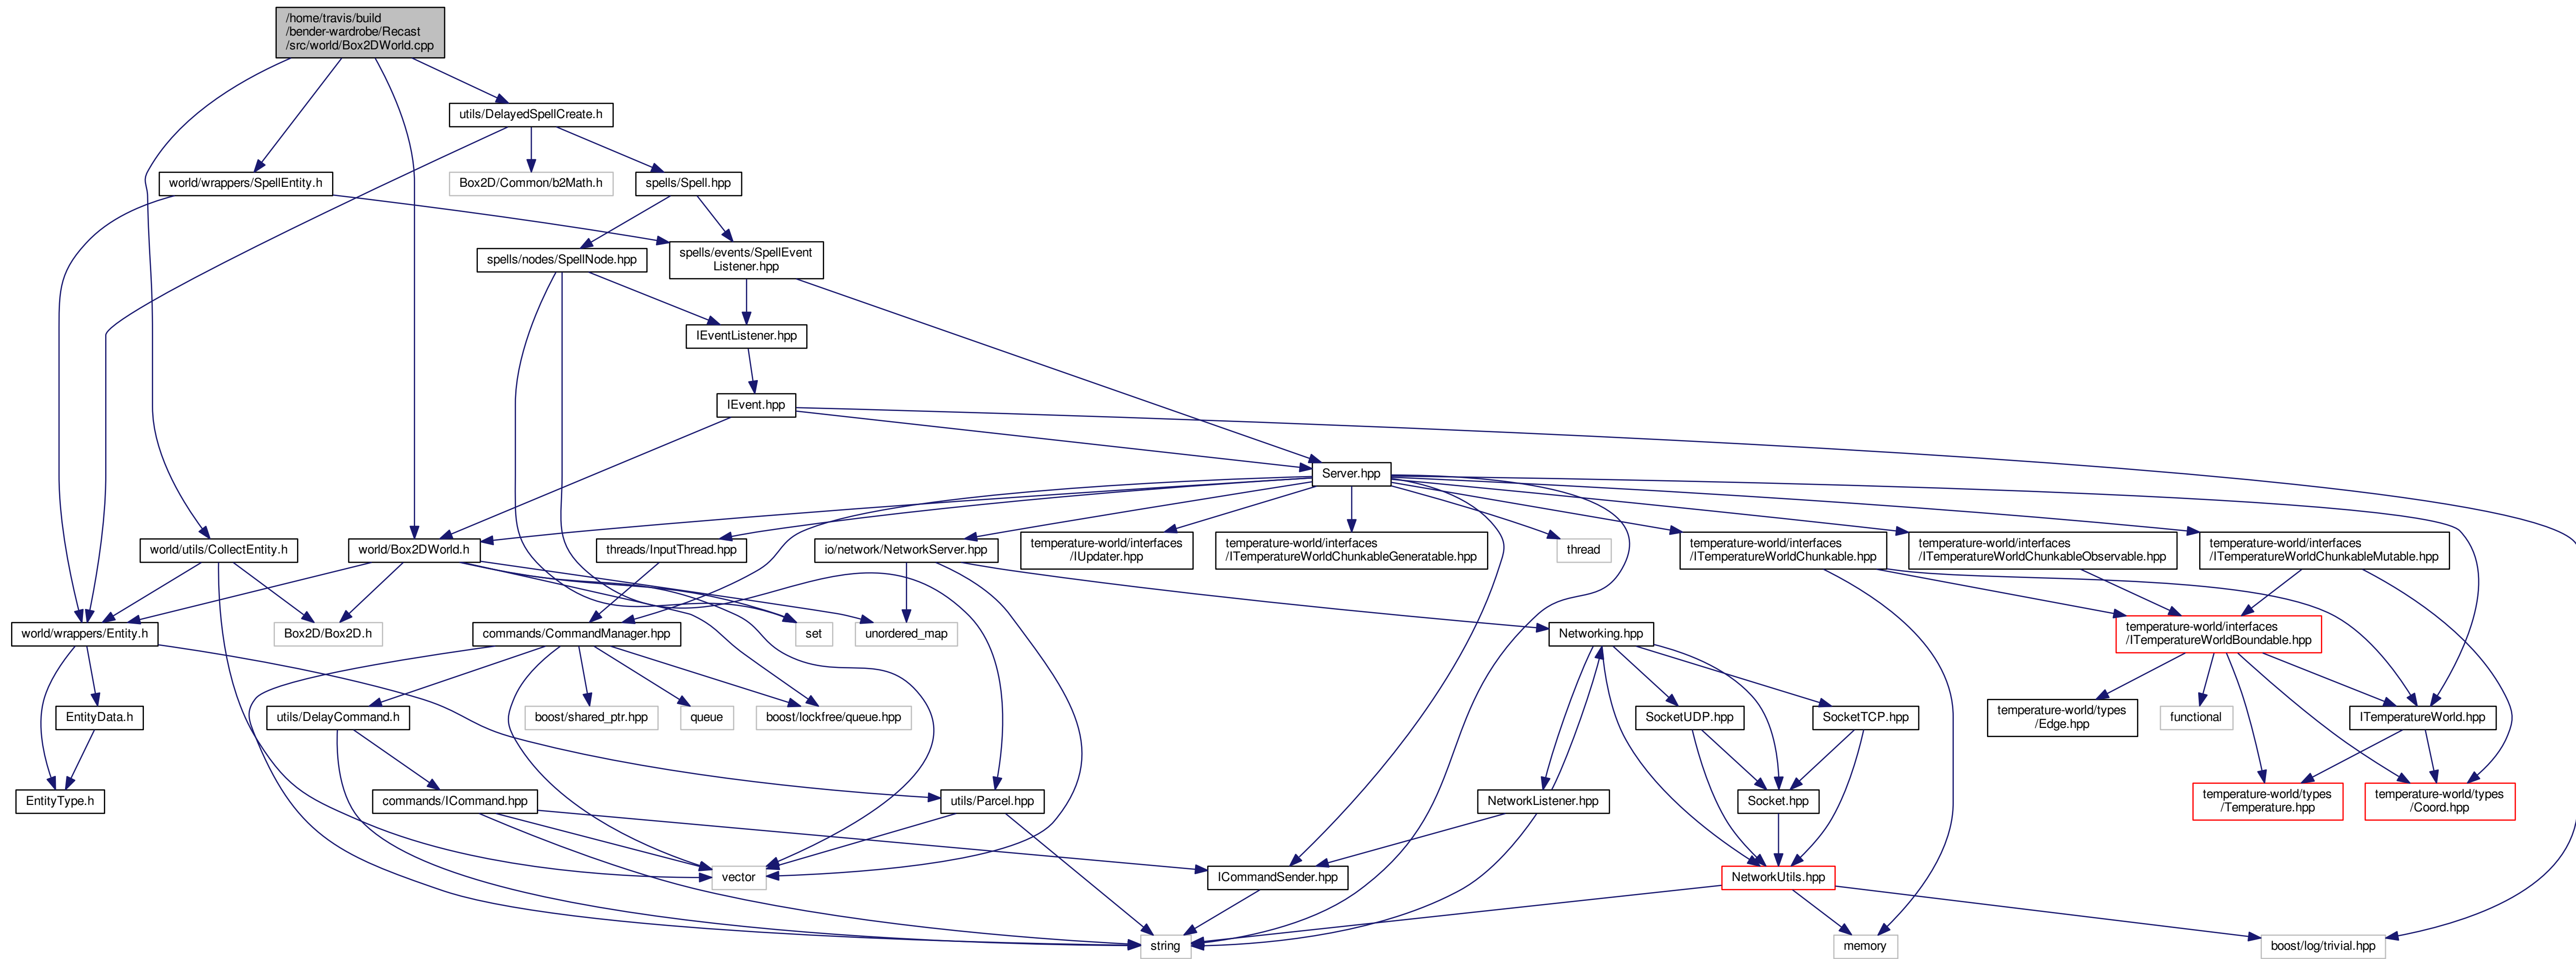 /home/travis/build
/bender-wardrobe/Recast
/src/world/Box2DWorld.cpp
utils/DelayedSpellCreate.h
world/wrappers/SpellEntity.h
Box2D/Common/b2Math.h
spells/Spell.hpp
spells/nodes/SpellNode.hpp
spells/events/SpellEvent
Listener.hpp
IEventListener.hpp
IEvent.hpp
Server.hpp
world/utils/CollectEntity.h
world/Box2DWorld.h
threads/InputThread.hpp
io/network/NetworkServer.hpp
temperature-world/interfaces
/IUpdater.hpp
temperature-world/interfaces
/ITemperatureWorldChunkableGeneratable.hpp
thread
temperature-world/interfaces
/ITemperatureWorldChunkable.hpp
temperature-world/interfaces
/ITemperatureWorldChunkableObservable.hpp
temperature-world/interfaces
/ITemperatureWorldChunkableMutable.hpp
world/wrappers/Entity.h
Box2D/Box2D.h
commands/CommandManager.hpp
set
unordered_map
Networking.hpp
temperature-world/interfaces
/ITemperatureWorldBoundable.hpp
EntityData.h
utils/DelayCommand.h
boost/shared_ptr.hpp
queue
boost/lockfree/queue.hpp
SocketUDP.hpp
SocketTCP.hpp
temperature-world/types
/Edge.hpp
functional
ITemperatureWorld.hpp
EntityType.h
commands/ICommand.hpp
utils/Parcel.hpp
NetworkListener.hpp
Socket.hpp
temperature-world/types
/Temperature.hpp
temperature-world/types
/Coord.hpp
vector
ICommandSender.hpp
NetworkUtils.hpp
string
memory
boost/log/trivial.hpp